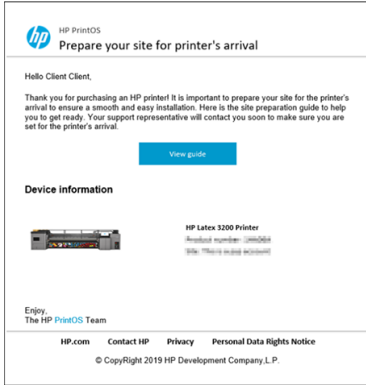 hp
HP PrintOS
Prepare your site for printer's arrival
Hello Client Client,
Thank you for purchasing an HP printer! It is important to prepare your site for the printer's
arrival to ensure a smooth and easy installation. Here is the site preparation guide to help
you to get ready. Your support representative will contact you soon to make sure you are
set for the printer's arrival.
View guide
Device information
HP Latex 3200 Printer
Enjoy,
The HP PrintOS Team
HP.com Contact HP Privacy Personal Data Rights Notice
© CopyRight 2019 HP Development Company,L.P.